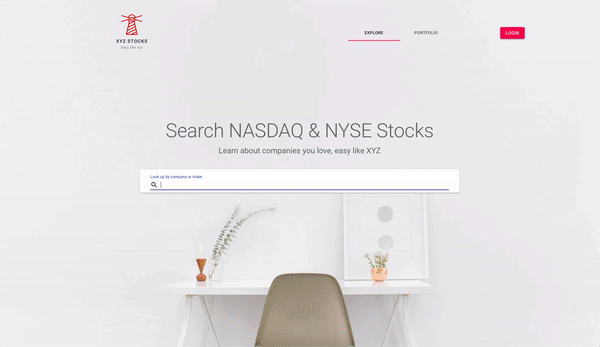 XYZ STOCKS
Easy like xyz
EXPLORE
PORTFOLIO
LOGIN
Search NASDAQ & NYSE Stocks
Learn about companies you love, easy like XYZ
Look up by company or ticker